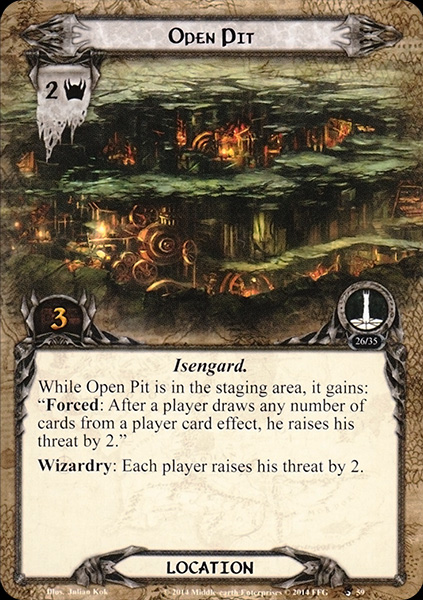 Open Pit
2
3
26/35
Isengard.
While Open Pit is in the staging area, it gains:
“Forced: After a player draws any number of
cards from a player card effect, he raises his
threat by 2.”
Wizardry: Each player raises his threat by 2.
LOCATION
Illus. Julian Kok
© 2014 Middle-earth Enterprises © 2014 FFG
59